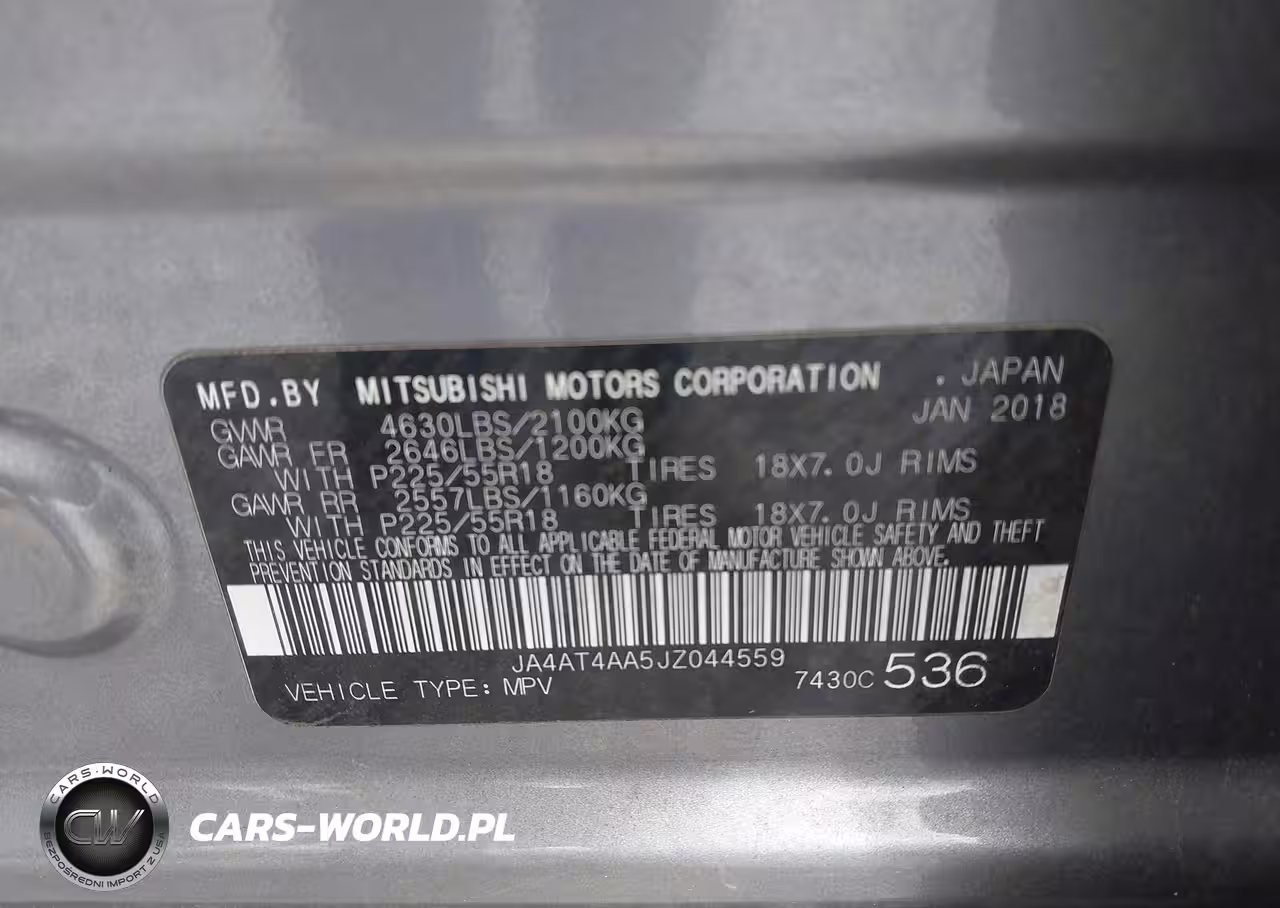 MFD.BY MITSUBISHI MOTORS CORPORATION . JAPAN
JAN 2018
GVWR 4630LBS/2100KG
GAWR FR 2646LBS/1200KG
WITH P225/55R18 TIRES 18X7.0J RIMS
GAWR RR 2557LBS/1160KG
WITH P225/55R18 TIRES 18X7.0J RIMS
THIS VEHICLE CONFORMS TO ALL APPLICABLE FEDERAL MOTOR VEHICLE SAFETY AND THEFT
PREVENTION STANDARDS IN EFFECT ON THE DATE OF MANUFACTURE SHOWN ABOVE.
JA4AT4AA5JZ044559
VEHICLE TYPE: MPV 7430C 536
CARS-WORLD
CW
BEZPOŚREDNI IMPORT Z USA
CARS-WORLD.PL